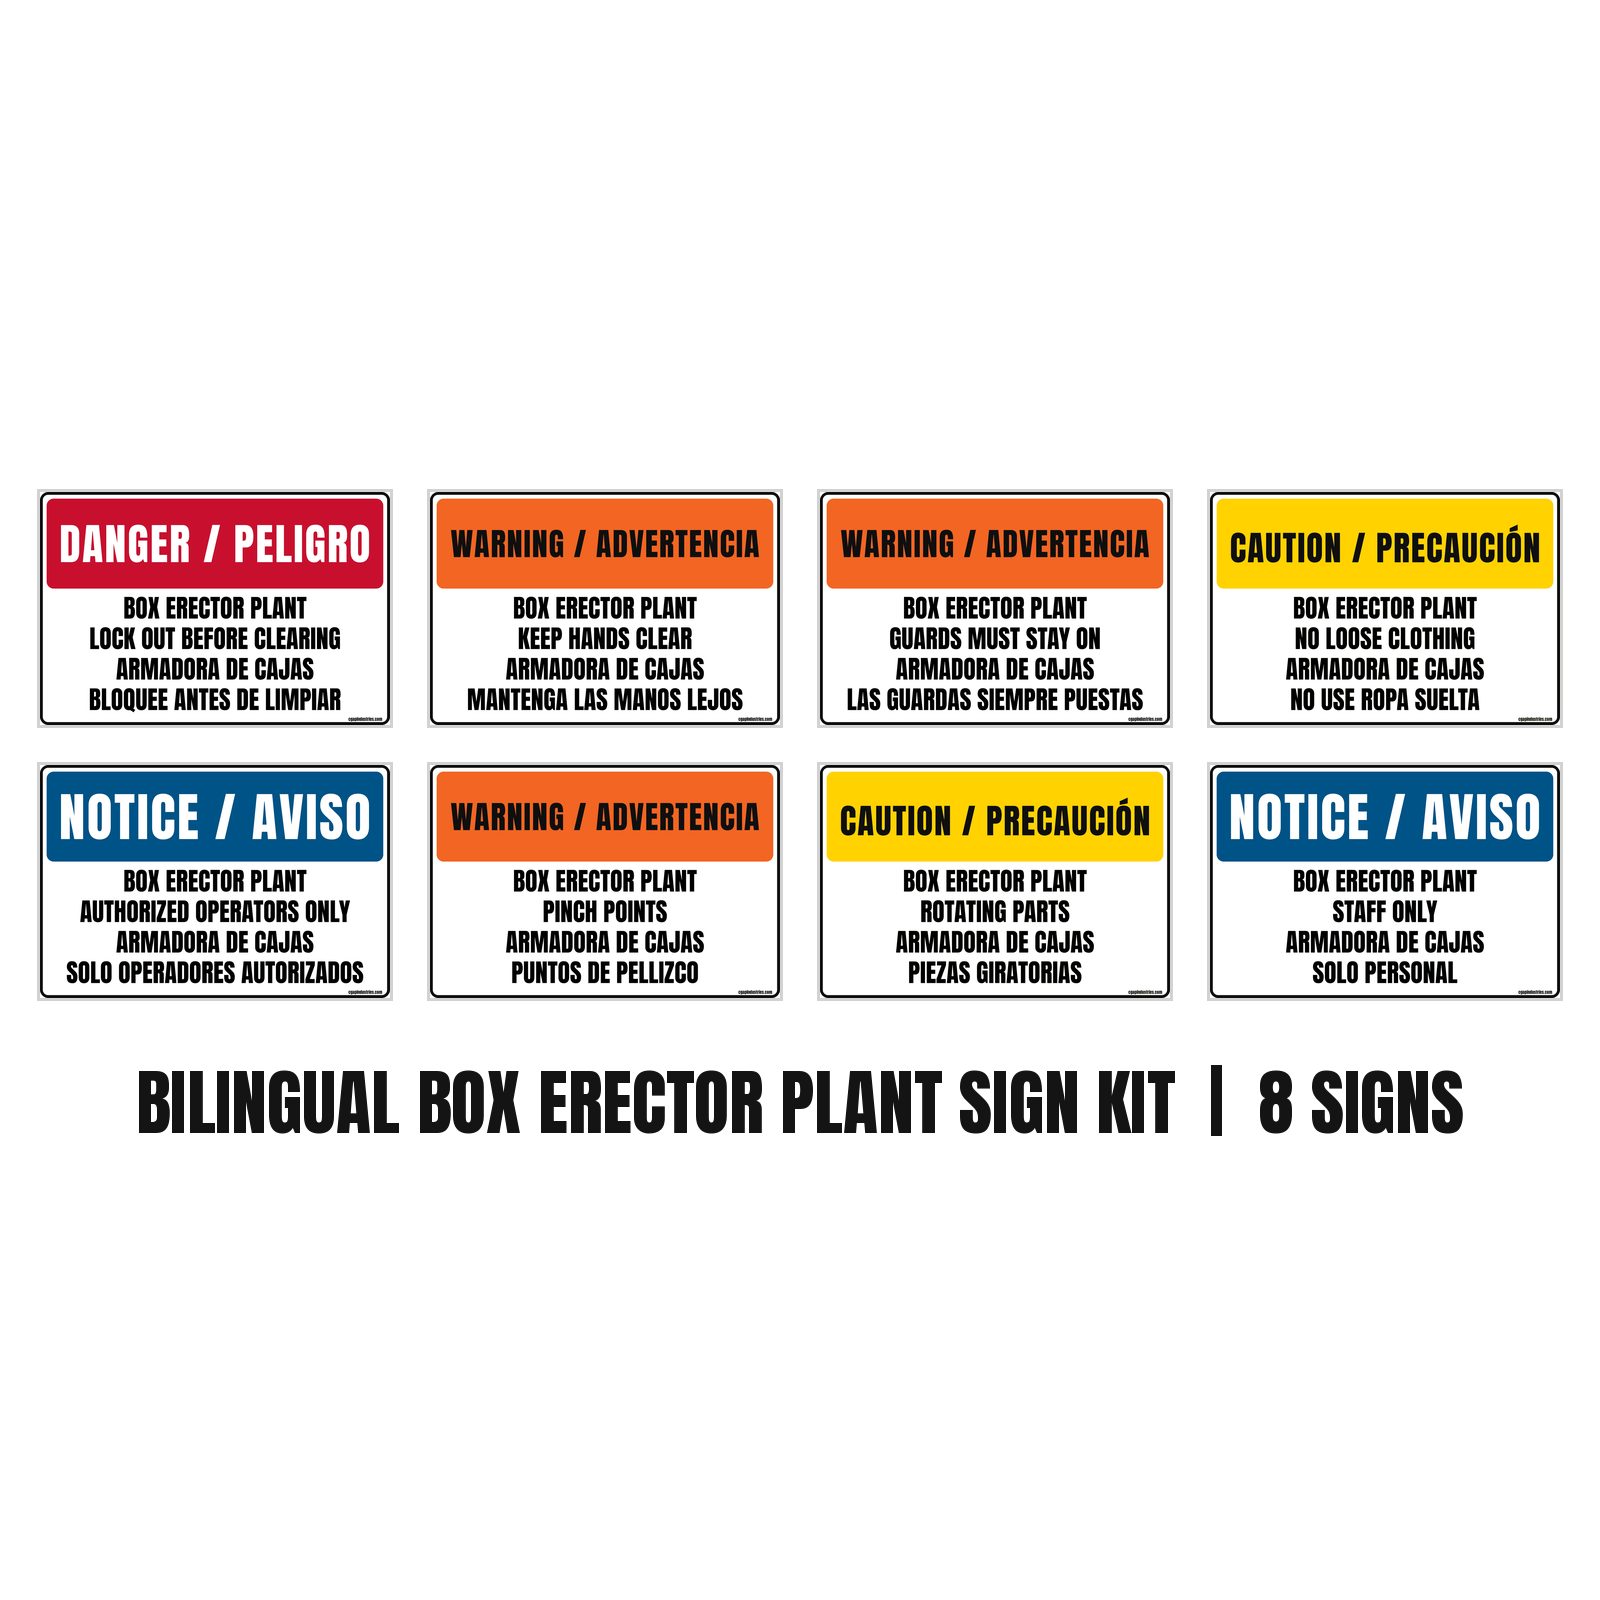 DANGER / PELIGRO
BOX ERECTOR PLANT
LOCK OUT BEFORE CLEARING
ARMADORA DE CAJAS
BLOQUEE ANTES DE LIMPIAR
WARNING / ADVERTENCIA
BOX ERECTOR PLANT
KEEP HANDS CLEAR
ARMADORA DE CAJAS
MANTENGA LAS MANOS LEJOS
WARNING / ADVERTENCIA
BOX ERECTOR PLANT
GUARDS MUST STAY ON
ARMADORA DE CAJAS
LAS GUARDAS SIEMPRE PUESTAS
CAUTION / PRECAUCIÓN
BOX ERECTOR PLANT
NO LOOSE CLOTHING
ARMADORA DE CAJAS
NO USE ROPA SUELTA
NOTICE / AVISO
BOX ERECTOR PLANT
AUTHORIZED OPERATORS ONLY
ARMADORA DE CAJAS
SOLO OPERADORES AUTORIZADOS
WARNING / ADVERTENCIA
BOX ERECTOR PLANT
PINCH POINTS
ARMADORA DE CAJAS
PUNTOS DE PELLIZCO
CAUTION / PRECAUCIÓN
BOX ERECTOR PLANT
ROTATING PARTS
ARMADORA DE CAJAS
PIEZAS GIRATORIAS
NOTICE / AVISO
BOX ERECTOR PLANT
STAFF ONLY
ARMADORA DE CAJAS
SOLO PERSONAL
BILINGUAL BOX ERECTOR PLANT SIGN KIT | 8 SIGNS